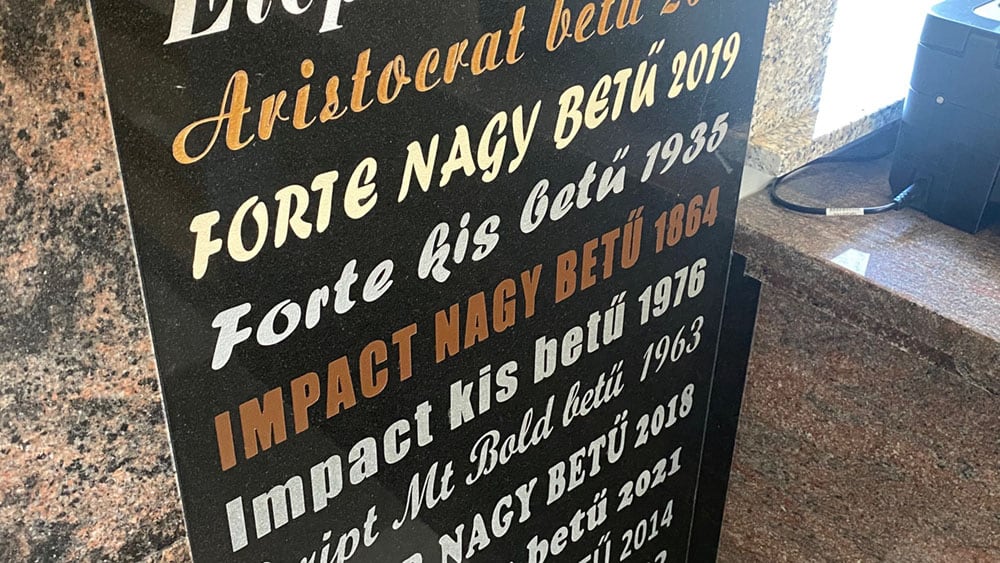 Aristocrat betű
FORTE NAGY BETŰ 2019
Forte kis betű 1935
IMPACT NAGY BETŰ 1864
Impact kis betű 1976
Mt Bold betű 1963
NAGY BETŰ 2018
betű 2021
2014